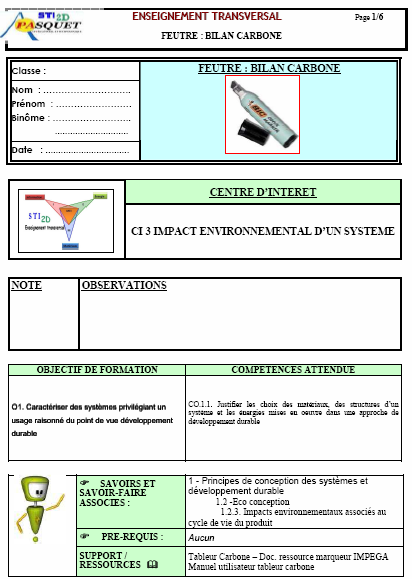 STI2D
PASQUET
ENSEIGNEMENT TRANSVERSAL
Page 1/6
FEUTRE : BILAN CARBONE
Classe :
Nom : ……………………….
Prénom : …………………….
Binôme : ……………………..
.............................
Date : ..................................
FEUTRE : BILAN CARBONE
BIC
STI 2D
Enseignement transversal
CENTRE D'INTERET
CI 3 IMPACT ENVIRONNEMENTAL D'UN SYSTEME
NOTE
OBSERVATIONS
OBJECTIF DE FORMATION
COMPETENCES ATTENDUE
O1. Caractériser des systèmes privilégiant un
usage raisonné du point de vue développement
durable
CO.1.1. Justifier les choix des matériaux, des structures d'un
système et les énergies mises en oeuvre dans une approche de
développement durable
☞ SAVOIRS ET
SAVOIR-FAIRE
ASSOCIES :
1 - Principes de conception des systèmes et
développement durable
1.2 -Eco conception
1.2.3. Impacts environnementaux associés au
cycle de vie du produit
☞ PRE-REQUIS :
Aucun
SUPPORT /
RESSOURCES
Tableur Carbone – Doc. ressource marqueur IMPEGA
Manuel utilisateur tableur carbone